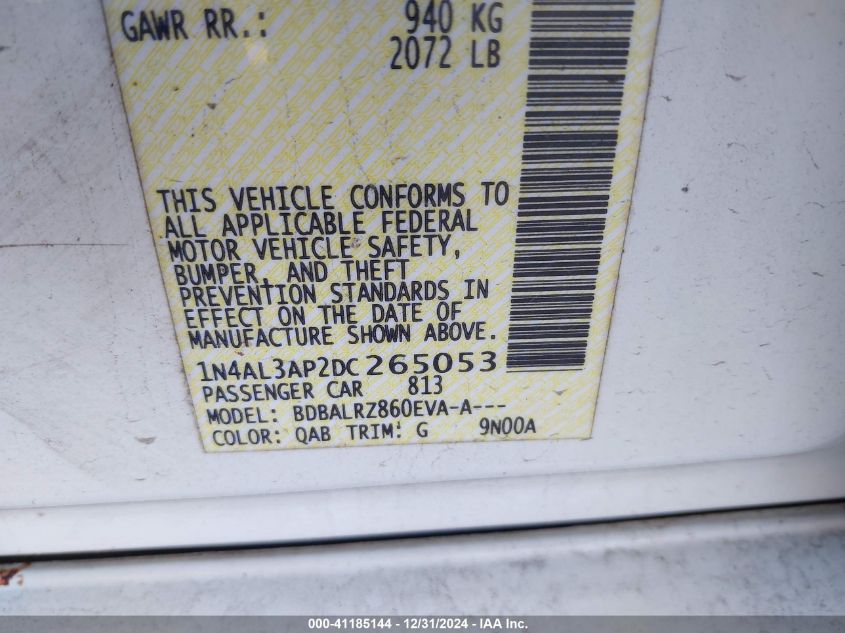 GAWR RR.: 940 KG
2072 LB
THIS VEHICLE CONFORMS TO
ALL APPLICABLE FEDERAL
MOTOR VEHICLE SAFETY,
BUMPER, AND THEFT
PREVENTION STANDARDS IN
EFFECT ON THE DATE OF
MANUFACTURE SHOWN ABOVE.
1N4AL3AP2DC265053
PASSENGER CAR 813
MODEL: BDBALRZ860EVA-A---
COLOR: QAB TRIM: G 9N00A
000-41185144 - 12/31/2024 - IAA Inc.